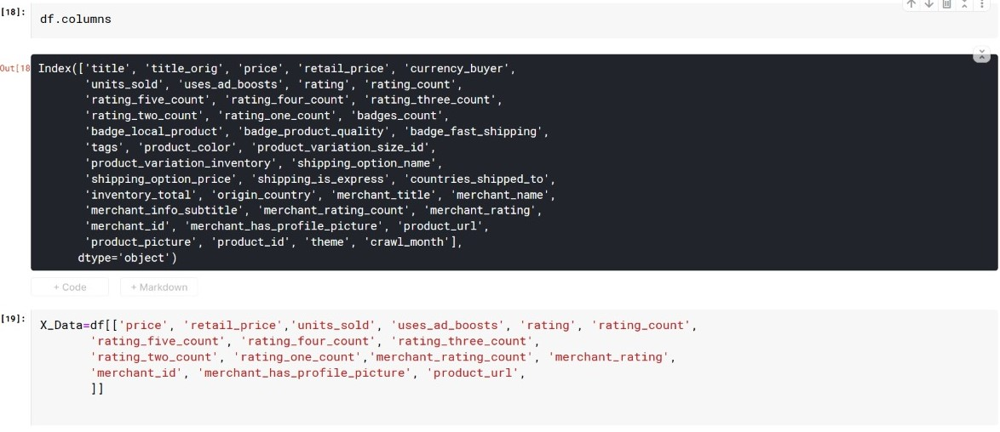 [18]:
df.columns
Out[18
Index(['title', 'title_orig', 'price', 'retail_price', 'currency_buyer',
'units_sold', 'uses_ad_boosts', 'rating', 'rating_count',
'rating_five_count', 'rating_four_count', 'rating_three_count',
'rating_two_count', 'rating_one_count', 'badges_count',
'badge_local_product', 'badge_product_quality', 'badge_fast_shipping',
'tags', 'product_color', 'product_variation_size_id',
'product_variation_inventory', 'shipping_option_name',
'shipping_option_price', 'shipping_is_express', 'countries_shipped_to',
'inventory_total', 'origin_country', 'merchant_title', 'merchant_name',
'merchant_info_subtitle', 'merchant_rating_count', 'merchant_rating',
'merchant_id', 'merchant_has_profile_picture', 'product_url',
'product_picture', 'product_id', 'theme', 'crawl_month'],
dtype='object')
+ Code + Markdown
[19]:
X_Data=df[['price', 'retail_price','units_sold', 'uses_ad_boosts', 'rating', 'rating_count',
'rating_five_count', 'rating_four_count', 'rating_three_count',
'rating_two_count', 'rating_one_count','merchant_rating_count', 'merchant_rating',
'merchant_id', 'merchant_has_profile_picture', 'product_url',
]]